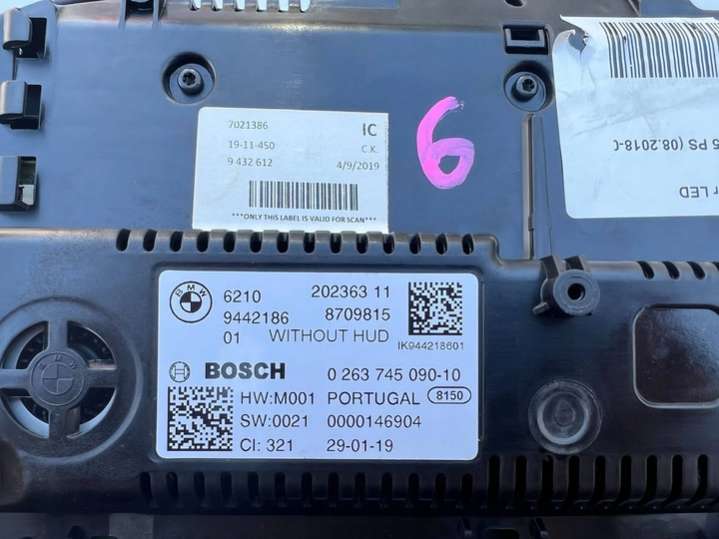 7021386 IC
19-11-450 C.K.
9 432 612 4/9/2019
***ONLY THIS LABEL IS VALID FOR SCAN***
6
5 PS (08.2018-
LED
BMW
6210 202363 11
9442186 8709815
01 WITHOUT HUD
IK944218601
BOSCH 0 263 745 090-10
HW:M001 PORTUGAL 8150
SW:0021 0000146904
CI: 321 29-01-19